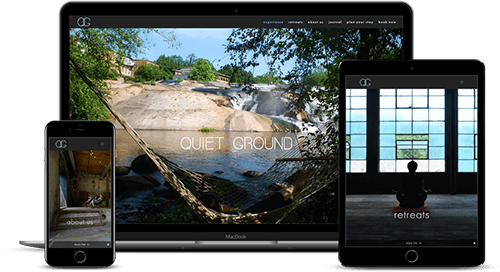 QG
experience retreats about us journal plan your stay book now
QUIET GROUND
MacBook
QG
about us
QG
retreats